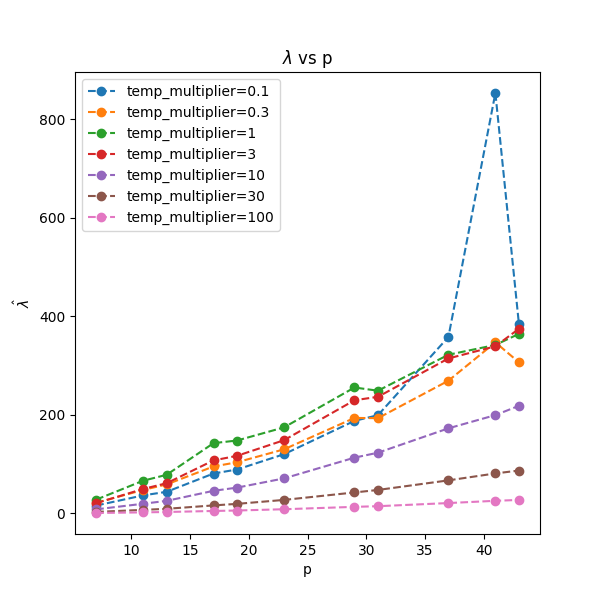 λ vs p
temp_multiplier=0.1
temp_multiplier=0.3
temp_multiplier=1
temp_multiplier=3
temp_multiplier=10
temp_multiplier=30
temp_multiplier=100
800
600
400
200
0
λ̂
10 15 20 25 30 35 40
p